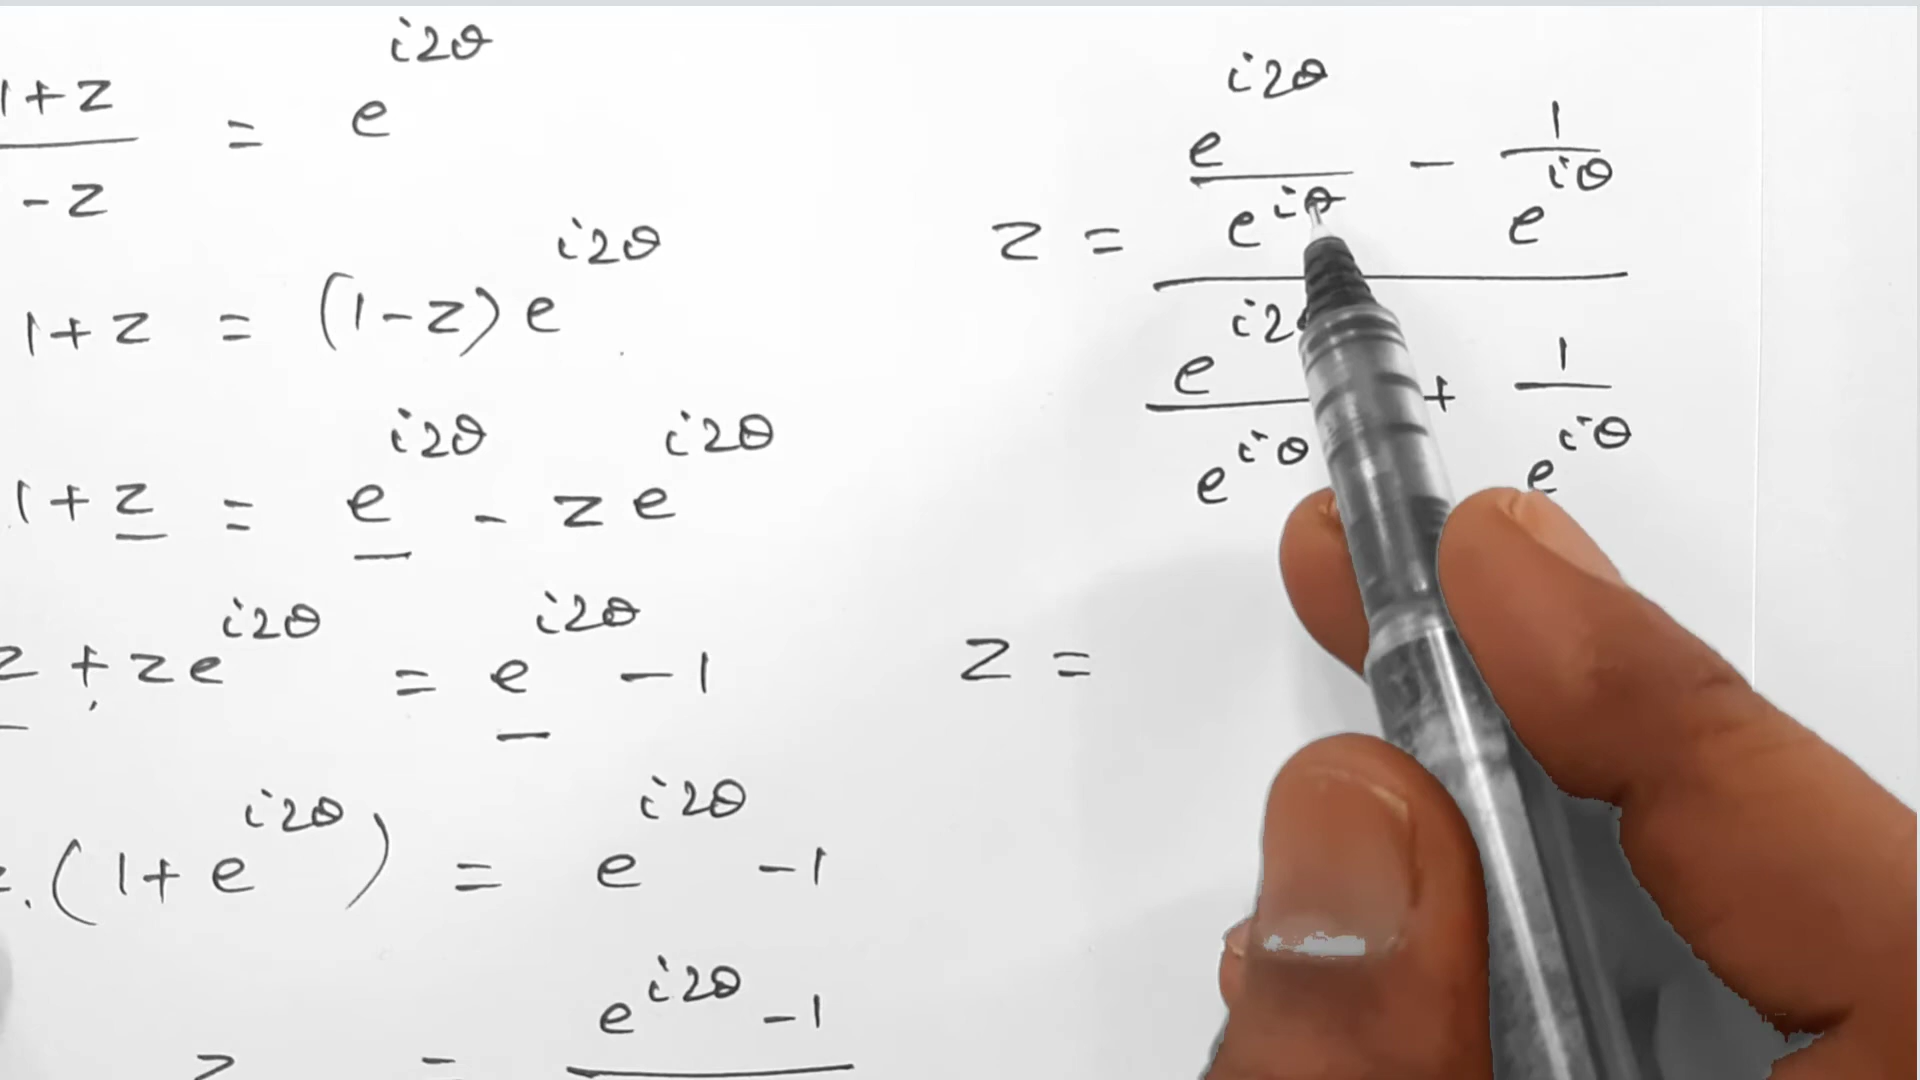 1+z / -z = e^{i2θ}
1+z = (1-z) e^{i2θ}
1+z = e^{i2θ} - z e^{i2θ}
z + z e^{i2θ} = e^{i2θ} - 1
(1+e^{i2θ}) = e^{i2θ} - 1
z = e^{i2θ} - 1
z = e^{i2θ} / e^{iθ} - 1 / e^{iθ}
e^{i2 / e^{iθ} + 1 / e^{iθ}
z =